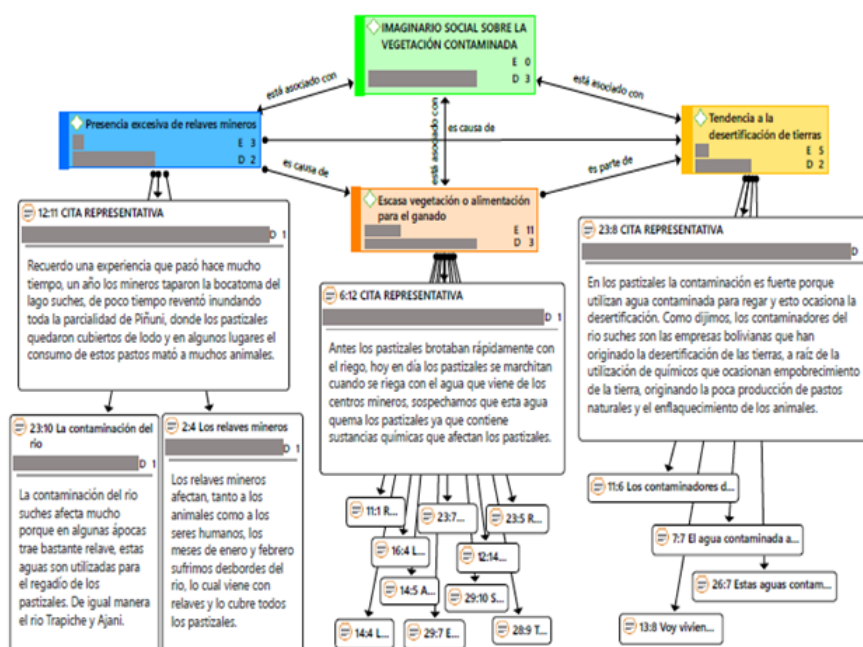 IMAGINARIO SOCIAL SOBRE LA
VEGETACIÓN CONTAMINADA
E 0
D 3
está asociado con
está asociado con
está asociado con
Presencia excesiva de relaves mineros
E 3
D 2
es causa de
es causa de
es parte de
Tendencia a la
desertificación de tierras
E 5
D 2
Escasa vegetación o alimentación
para el ganado
E 11
D 3
12:11 CITA REPRESENTATIVA
D 1
Recuerdo una experiencia que pasó hace mucho
tiempo, un año los mineros taparon la bocatoma del
lago suches, de poco tiempo reventó inundando
toda la parcialidad de Piñuni, donde los pastizales
quedaron cubiertos de lodo y en algunos lugares el
consumo de estos pastos mató a muchos animales.
6:12 CITA REPRESENTATIVA
D 1
Antes los pastizales brotaban rápidamente con
el riego, hoy en día los pastizales se marchitan
cuando se riega con el agua que viene de los
centros mineros, sospechamos que esta agua
quema los pastizales ya que contiene
sustancias químicas que afectan los pastizales.
23:8 CITA REPRESENTATIVA
D
En los pastizales la contaminación es fuerte porque
utilizan agua contaminada para regar y esto ocasiona la
desertificación. Como dijimos, los contaminadores del
rio suches son las empresas bolivianas que han
originado la desertificación de las tierras, a raíz de la
utilización de químicos que ocasionan empobrecimiento
de la tierra, originando la poca producción de pastos
naturales y el enflaquecimiento de los animales.
23:10 La contaminación del
rio
D 1
La contaminación del rio
suches afecta mucho
porque en algunas ápocas
trae bastante relave, estas
aguas son utilizadas para
el regadío de los
pastizales. De igual manera
el rio Trapiche y Ajani.
2:4 Los relaves mineros
D 1
Los relaves mineros
afectan, tanto a los
animales como a los
seres humanos, los
meses de enero y febrero
sufrimos desbordes del
río, lo cual viene con
relaves y lo cubre todos
los pastizales.
11:1 R...
23:7...
23:5 R...
16:4 L...
12:14...
14:5 A...
29:10 S...
14:4 L...
29:7 E...
28:9 T...
11:6 Los contaminadores d...
7:7 El agua contaminada a...
26:7 Estas aguas contam...
13:8 Voy vivien...